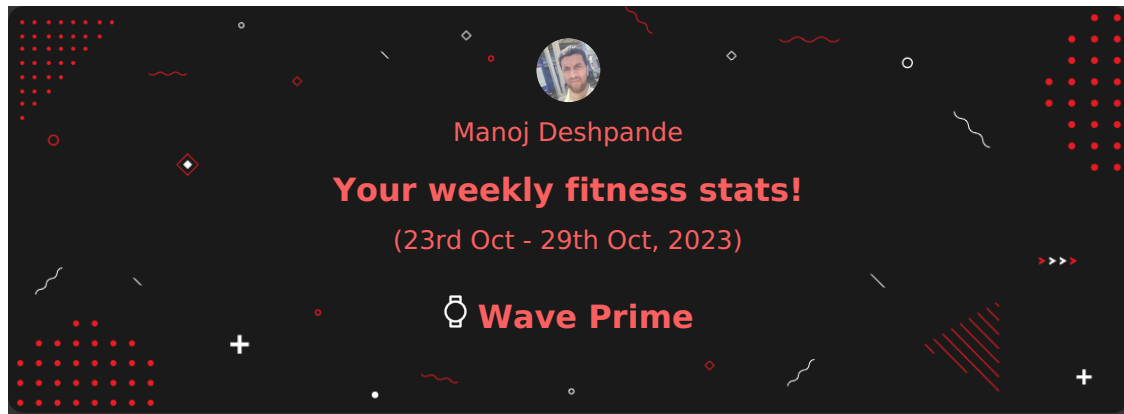 Manoj Deshpande
Your weekly fitness stats!
(23rd Oct - 29th Oct, 2023)
Wave Prime